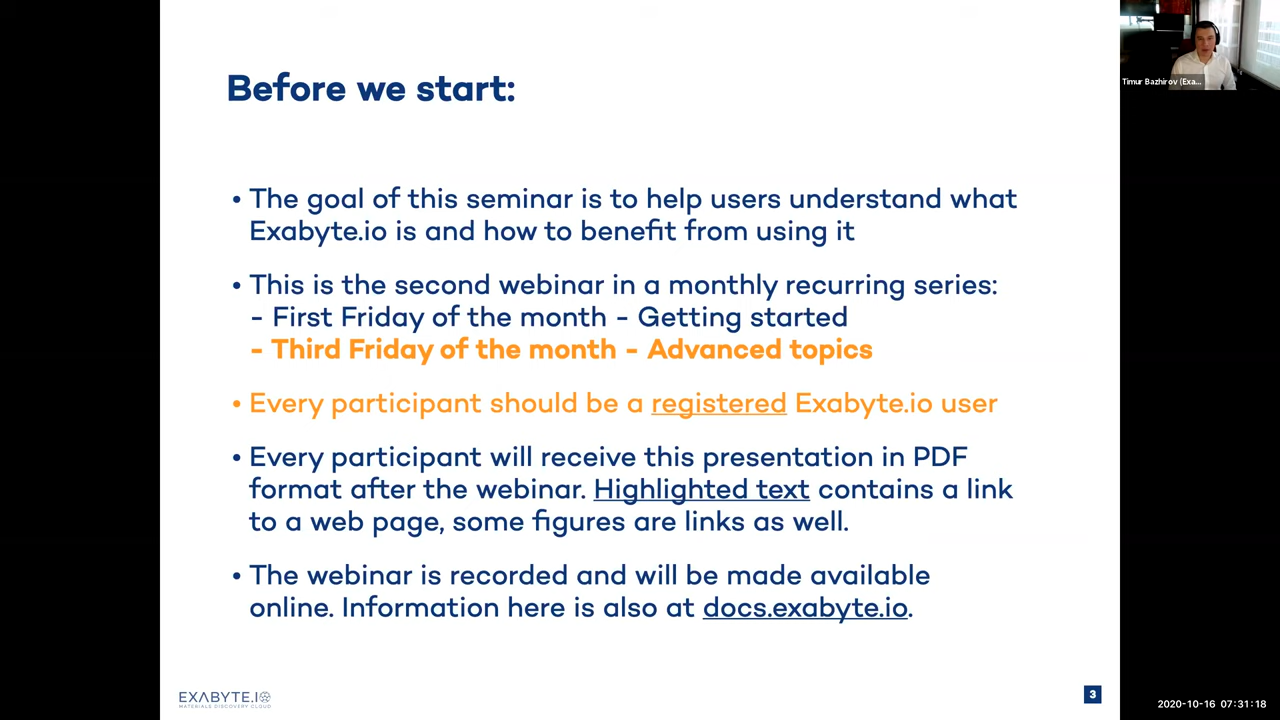 Before we start:
• The goal of this seminar is to help users understand what
Exabyte.io is and how to benefit from using it
• This is the second webinar in a monthly recurring series:
- First Friday of the month - Getting started
- Third Friday of the month - Advanced topics
• Every participant should be a registered Exabyte.io user
• Every participant will receive this presentation in PDF
format after the webinar. Highlighted text contains a link
to a web page, some figures are links as well.
• The webinar is recorded and will be made available
online. Information here is also at docs.exabyte.io.
EXABYTE.IO
MATERIALS DISCOVERY CLOUD
3
Timur Bazhirov (Exa...
2020-10-16 07:31:18